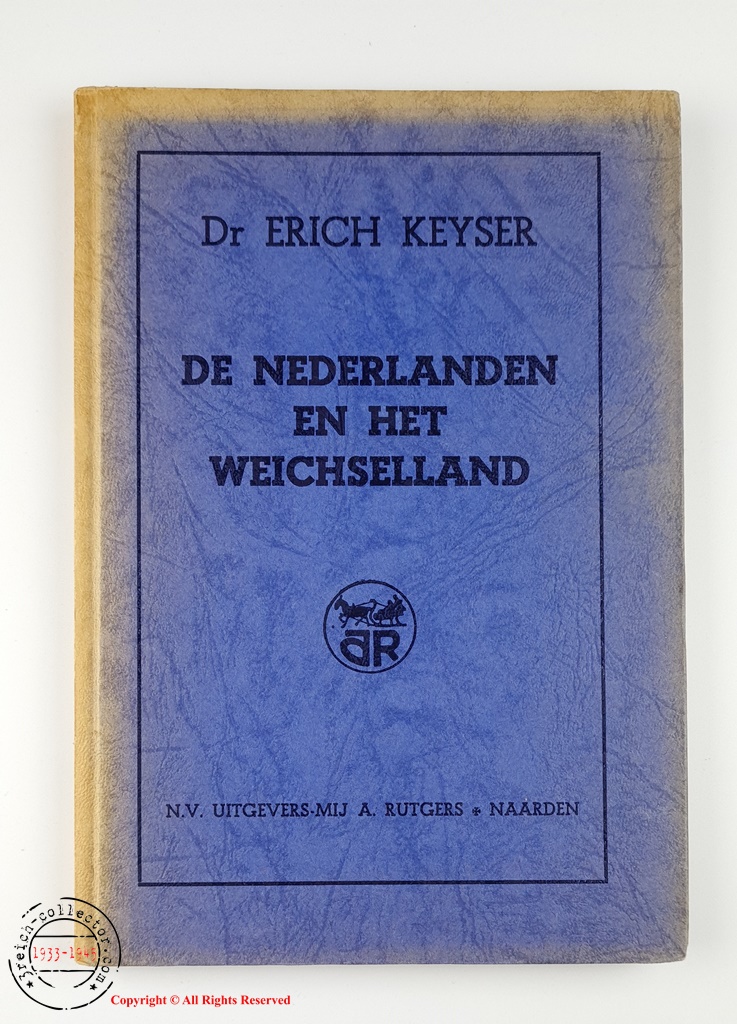 Dr ERICH KEYSER
DE NEDERLANDEN
EN HET
WEICHSELLAND
AR
N.V. UITGEVERS-MIJ A. RUTGERS ✠ NAARDEN
3reich-collector.com
1933-1945
Copyright © All Rights Reserved